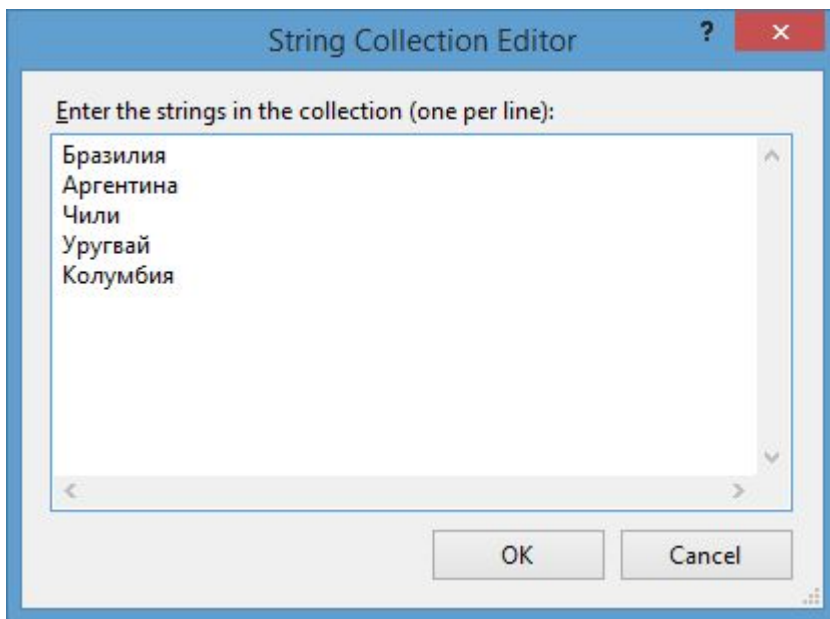 String Collection Editor
?
×
Enter the strings in the collection (one per line):
Бразилия
Аргентина
Чили
Уругвай
Колумбия
OK
Cancel